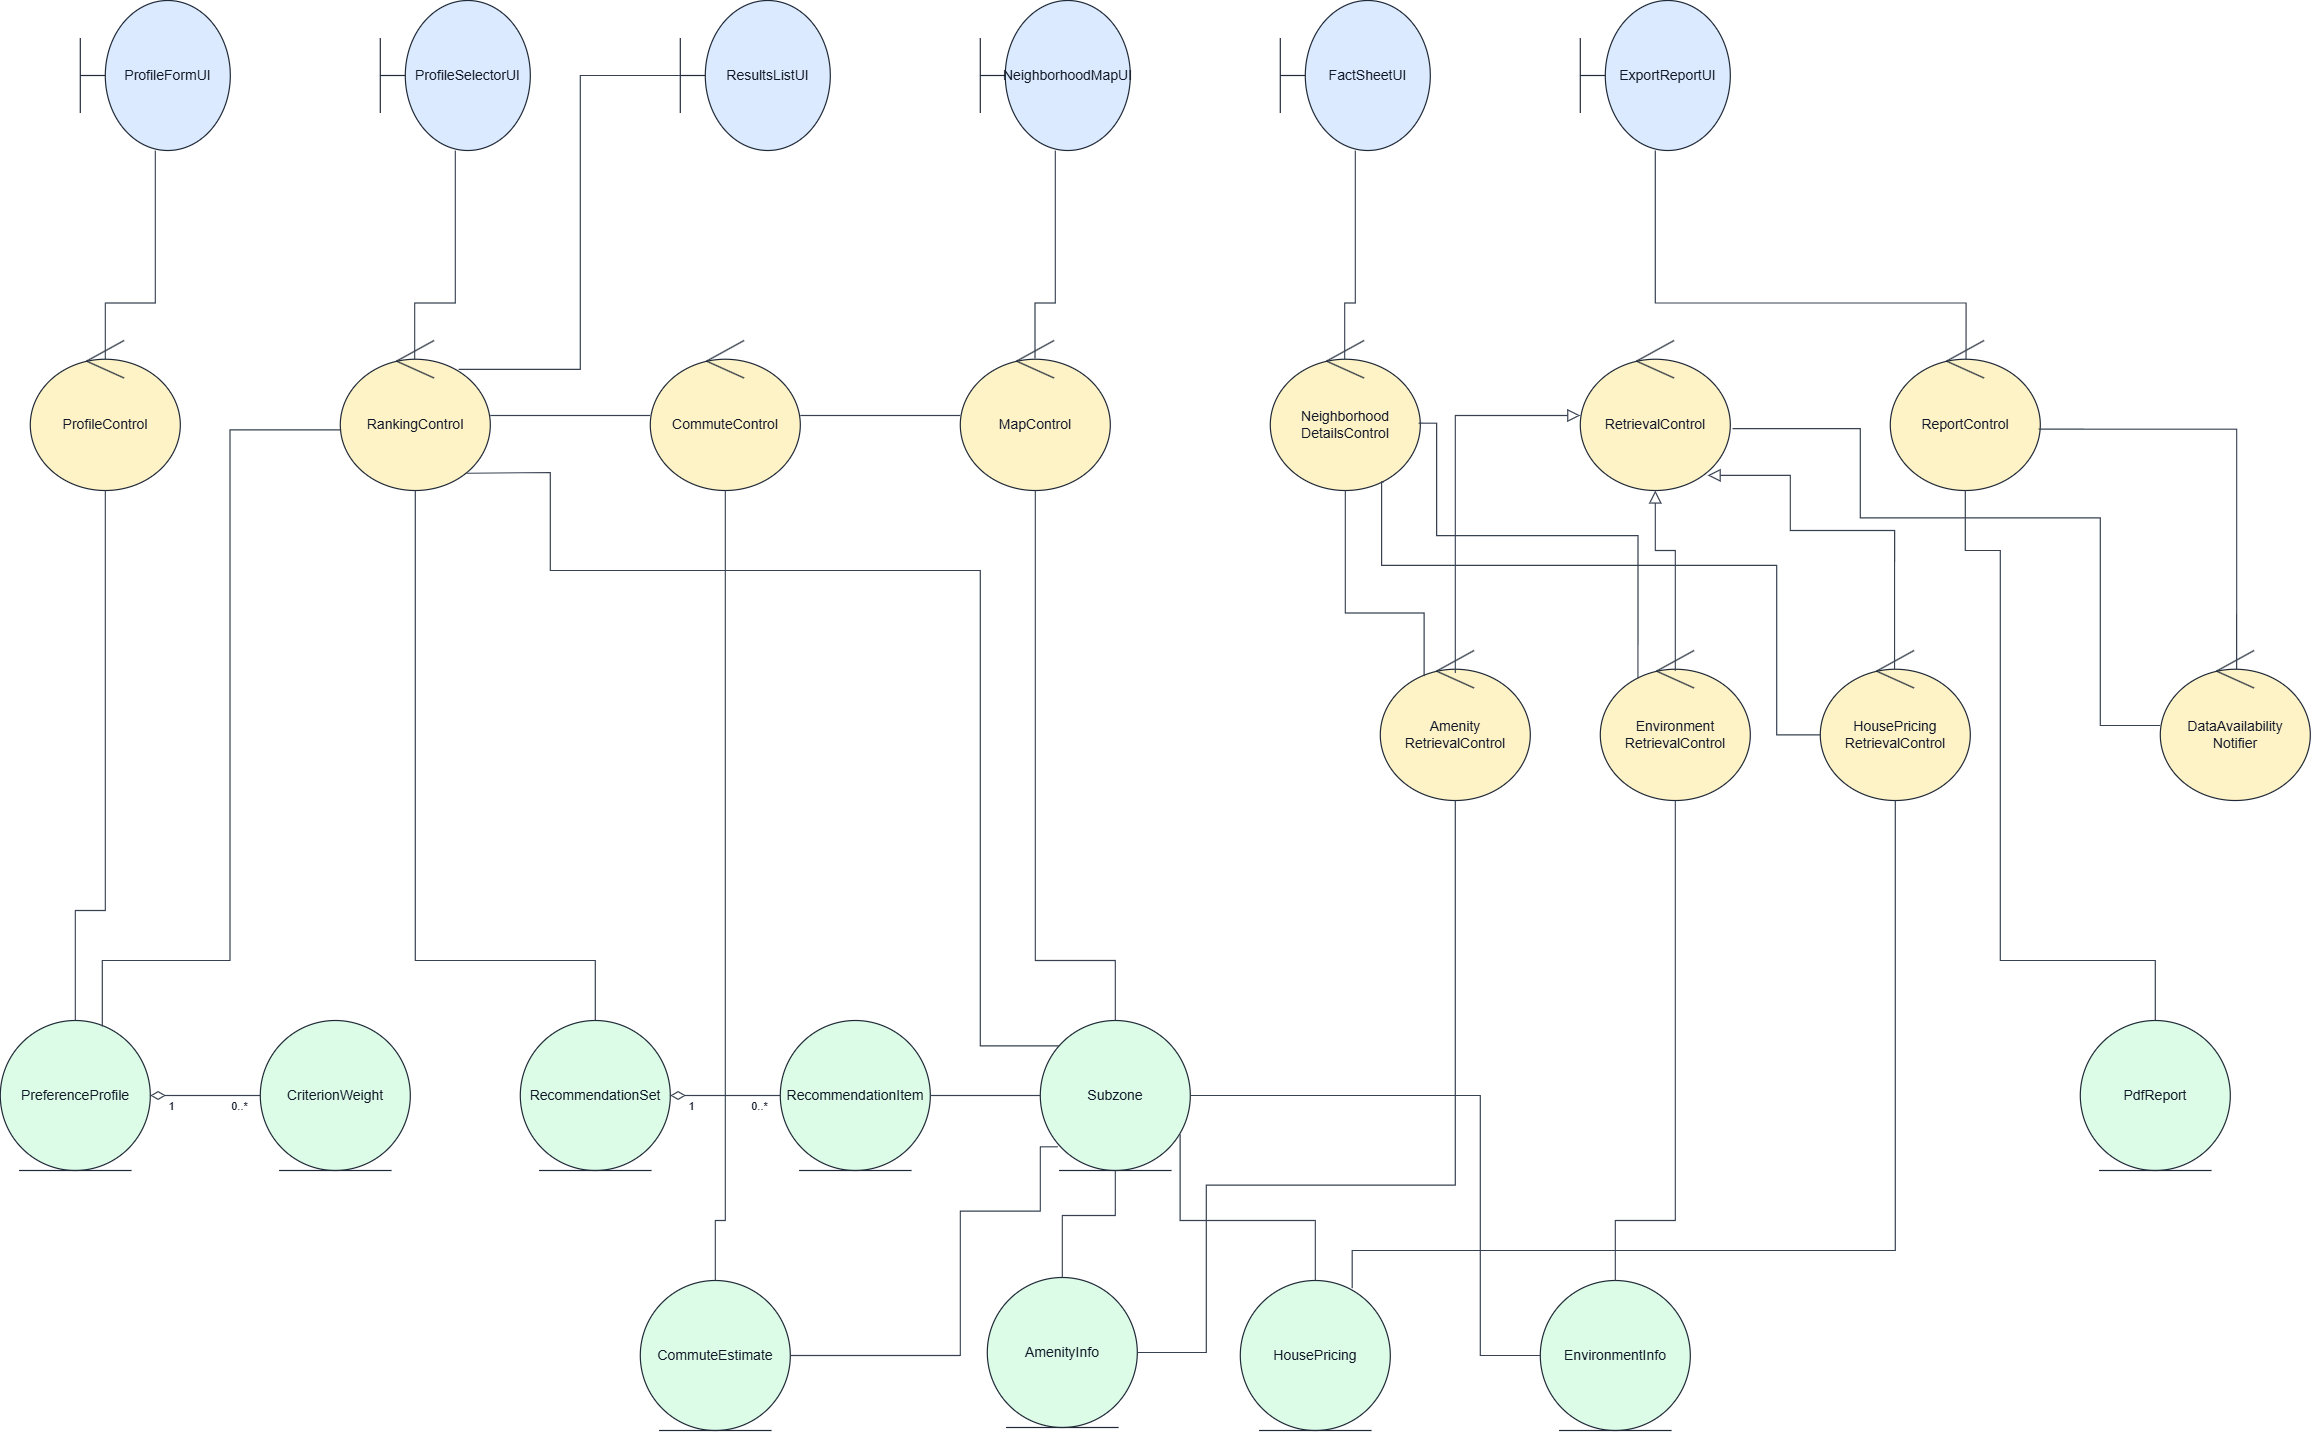 ProfileFormUI
ProfileSelectorUI
ResultsListUI
NeighborhoodMapUI
FactSheetUI
ExportReportUI
ProfileControl
RankingControl
CommuteControl
MapControl
Neighborhood
DetailsControl
RetrievalControl
ReportControl
Amenity
RetrievalControl
Environment
RetrievalControl
HousePricing
RetrievalControl
DataAvailability
Notifier
PreferenceProfile
1
0..*
CriterionWeight
RecommendationSet
1
0..*
RecommendationItem
Subzone
PdfReport
CommuteEstimate
AmenityInfo
HousePricing
EnvironmentInfo